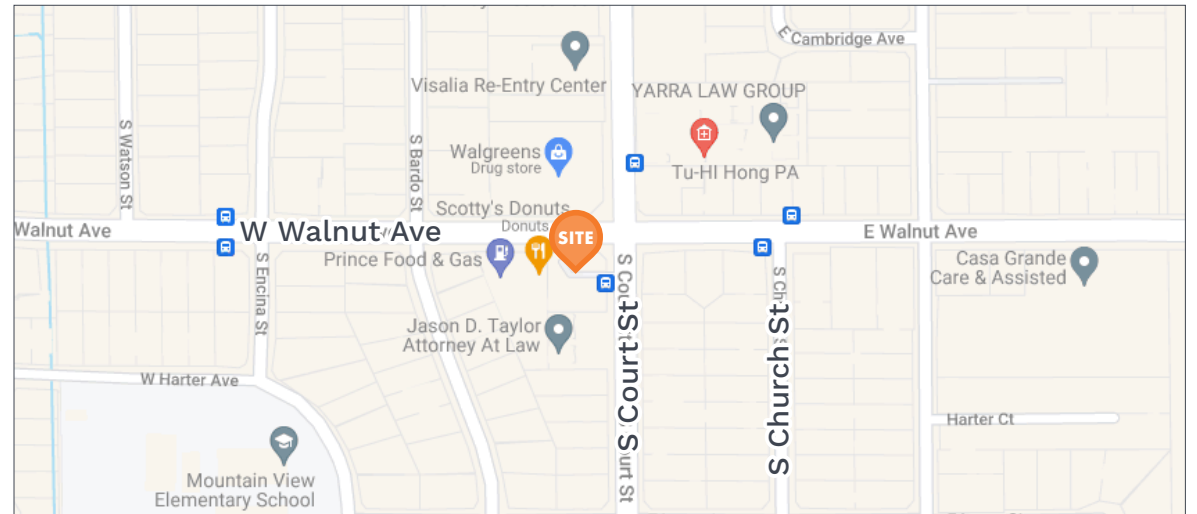 E Cambridge Ave
Visalia Re-Entry Center
YARRA LAW GROUP
S Watson St
S Bardo St
Walgreens
Drug store
Tu-HI Hong PA
Scotty's Donuts
Donuts
SITE
Walnut Ave
W Walnut Ave
E Walnut Ave
Prince Food & Gas
S Encina St
Casa Grande
Care & Assisted
Jason D. Taylor
Attorney At Law
S Court St
S Church St
W Harter Ave
Harter Ct
Mountain View
Elementary School